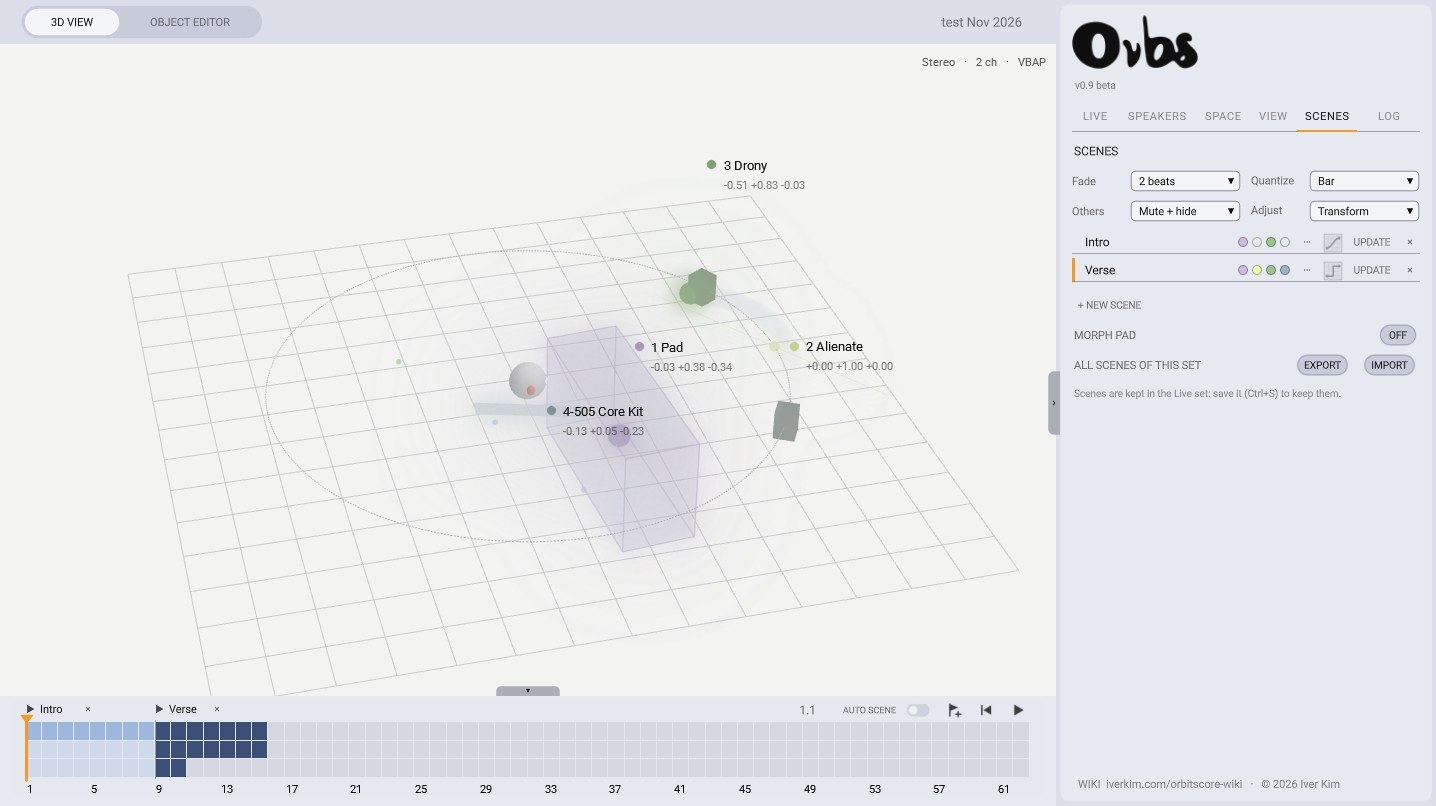 3D VIEW OBJECT EDITOR
test Nov 2026
Stereo · 2 ch · VBAP
3 Drony
-0.51 +0.83 -0.03
1 Pad
-0.03 +0.38 -0.34
2 Alienate
+0.00 +1.00 +0.00
4-505 Core Kit
-0.13 +0.05 -0.23
Orbs
v0.9 beta
LIVE SPEAKERS SPACE VIEW SCENES LOG
SCENES
Fade 2 beats ▼ Quantize Bar ▼
Others Mute + hide ▼ Adjust Transform ▼
Intro ··· UPDATE ×
Verse ··· UPDATE ×
+ NEW SCENE
MORPH PAD OFF
ALL SCENES OF THIS SET EXPORT IMPORT
Scenes are kept in the Live set: save it (Ctrl+S) to keep them.
Intro × Verse × 1.1 AUTO SCENE
1 5 9 13 17 21 25 29 33 37 41 45 49 53 57 61
WIKI iverkim.com/orbitscore-wiki · © 2026 Iver Kim